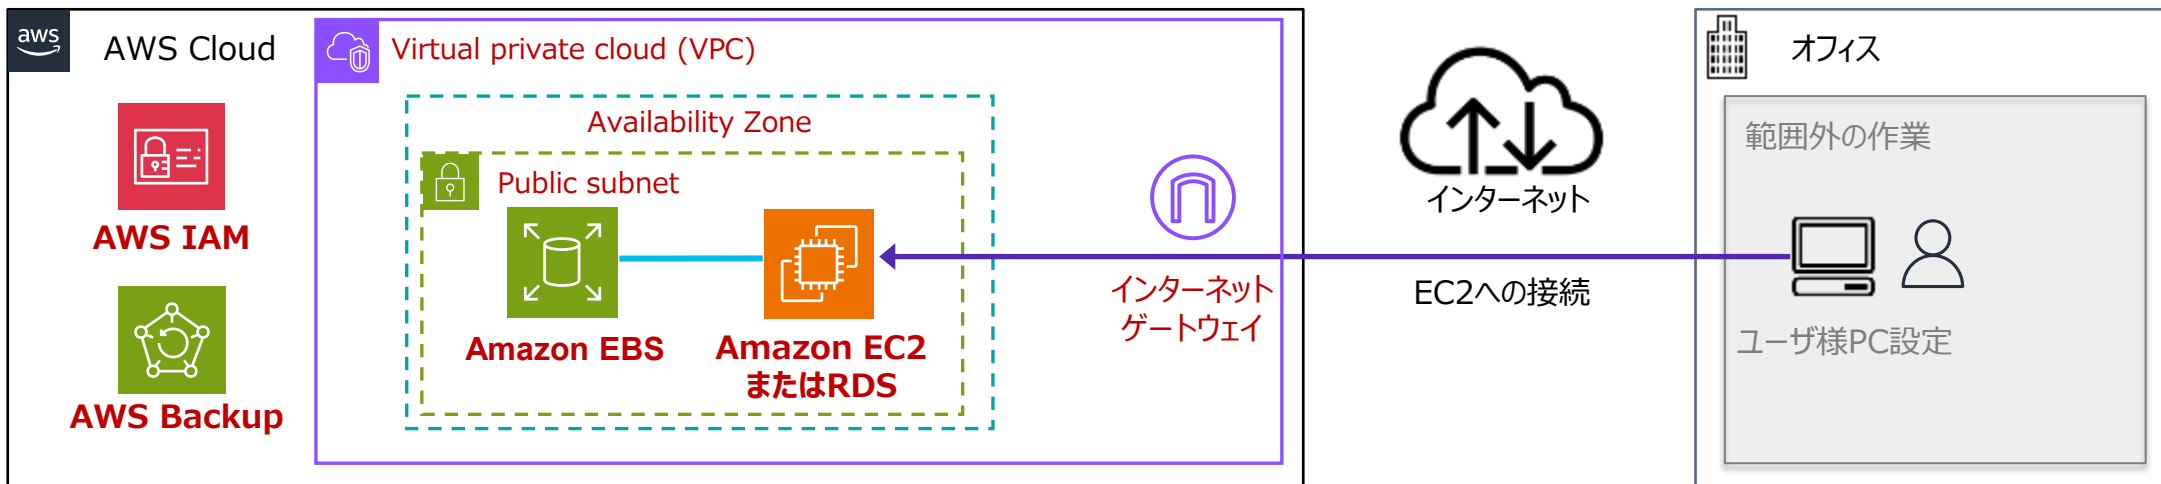 aws
AWS Cloud
AWS IAM
AWS Backup
Virtual private cloud (VPC)
Availability Zone
Public subnet
Amazon EBS
Amazon EC2
またはRDS
インターネット
ゲートウェイ
インターネット
EC2への接続
オフィス
範囲外の作業
ユーザ様PC設定